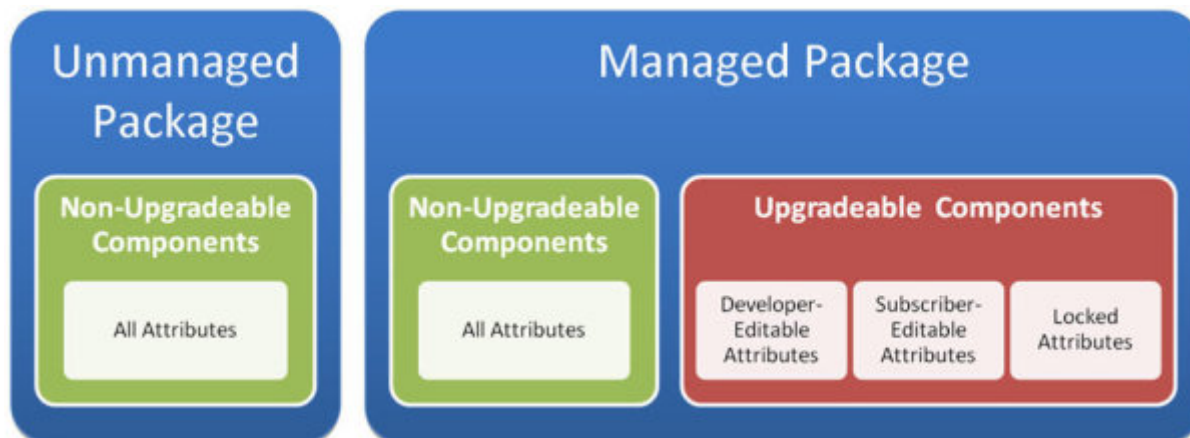 Unmanaged
Package
Non-Upgradeable
Components
All Attributes
Managed Package
Non-Upgradeable
Components
All Attributes
Upgradeable Components
Developer-
Editable
Attributes
Subscriber-
Editable
Attributes
Locked
Attributes